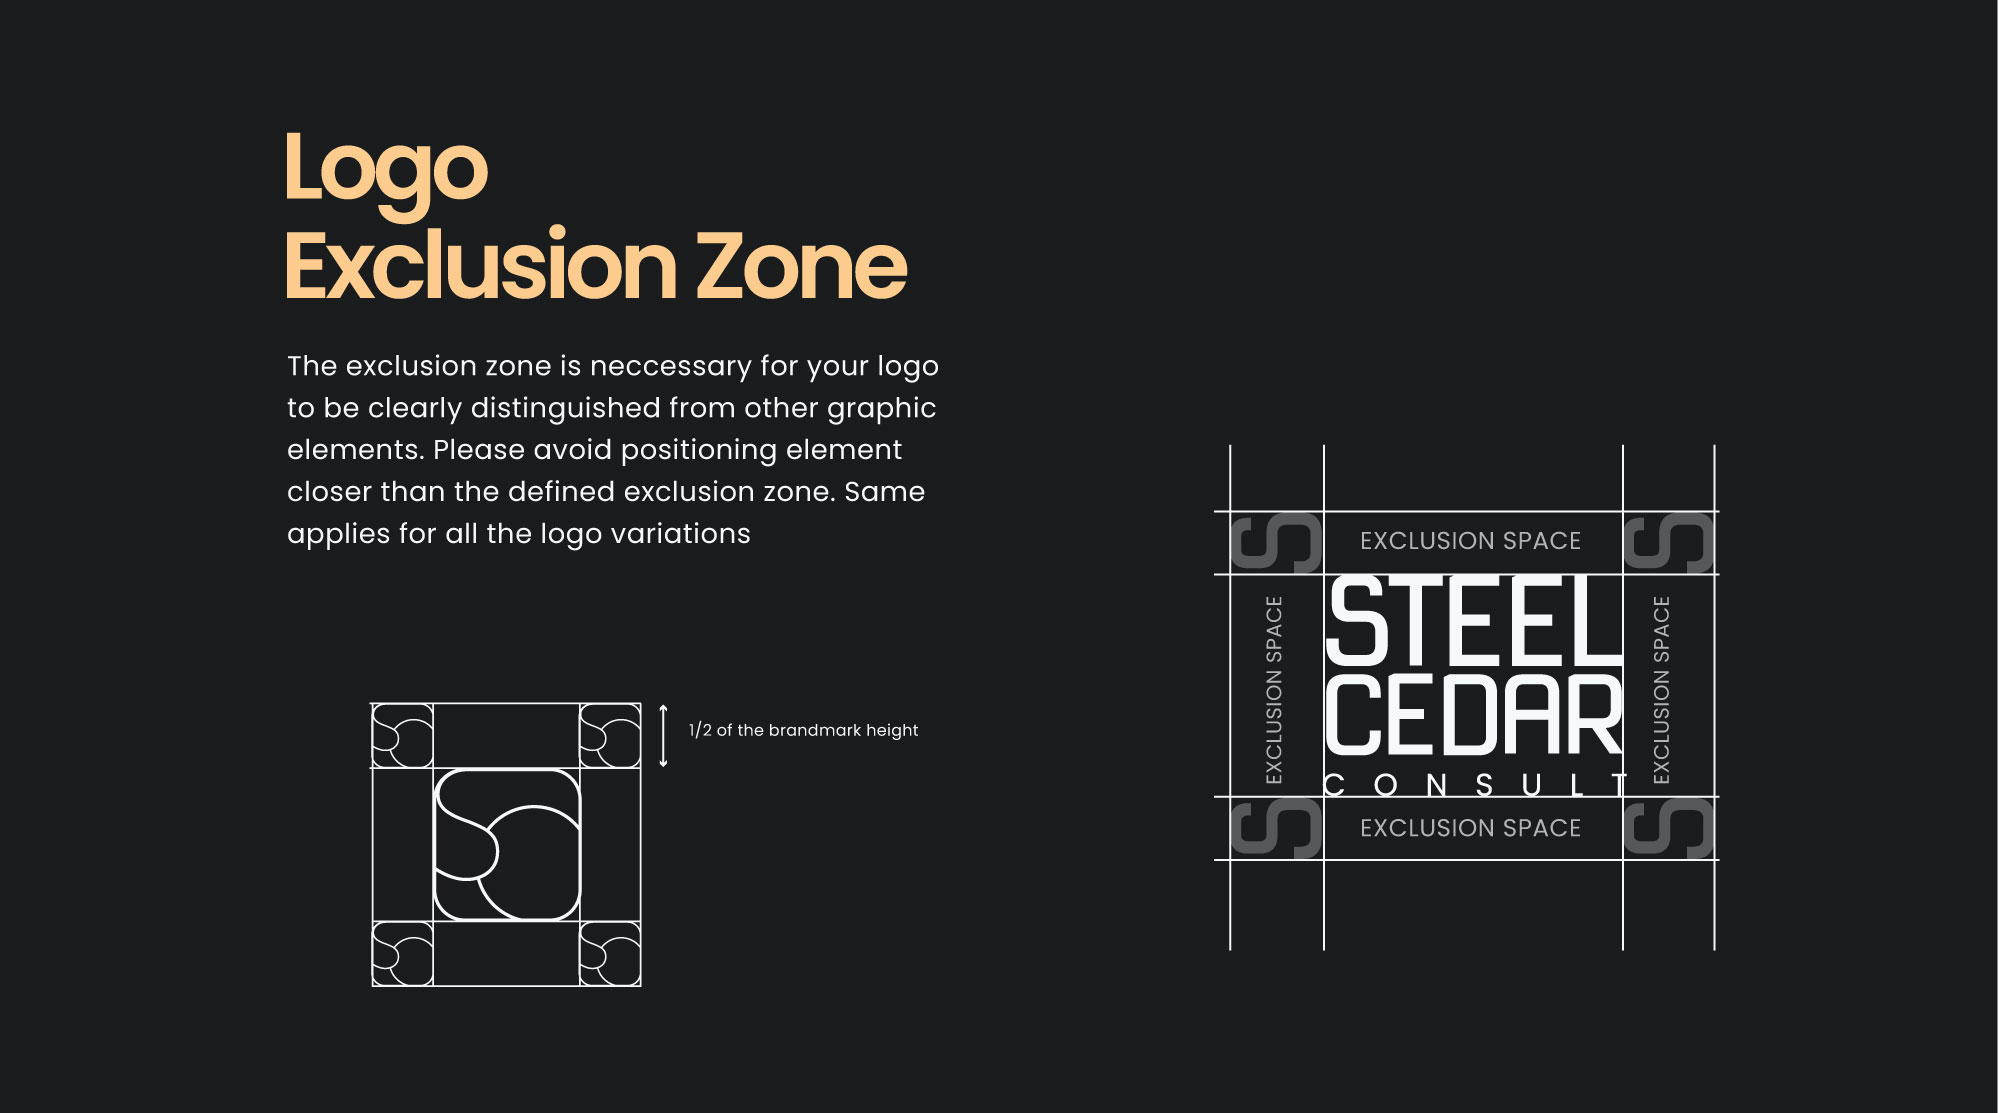 Logo
Exclusion Zone
The exclusion zone is neccessary for your logo
to be clearly distinguished from other graphic
elements. Please avoid positioning element
closer than the defined exclusion zone. Same
applies for all the logo variations
1/2 of the brandmark height
S
S
EXCLUSION SPACE
EXCLUSION SPACE
STEEL
CEDAR
CONSULT
EXCLUSION SPACE
S
S
EXCLUSION SPACE